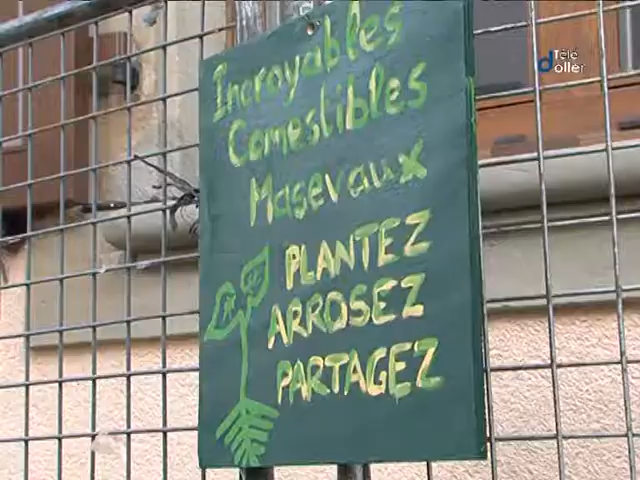 Télé
doller
Incroyables
Comestibles
Masevaux
PLANTEZ
ARROSEZ
PARTAGEZ